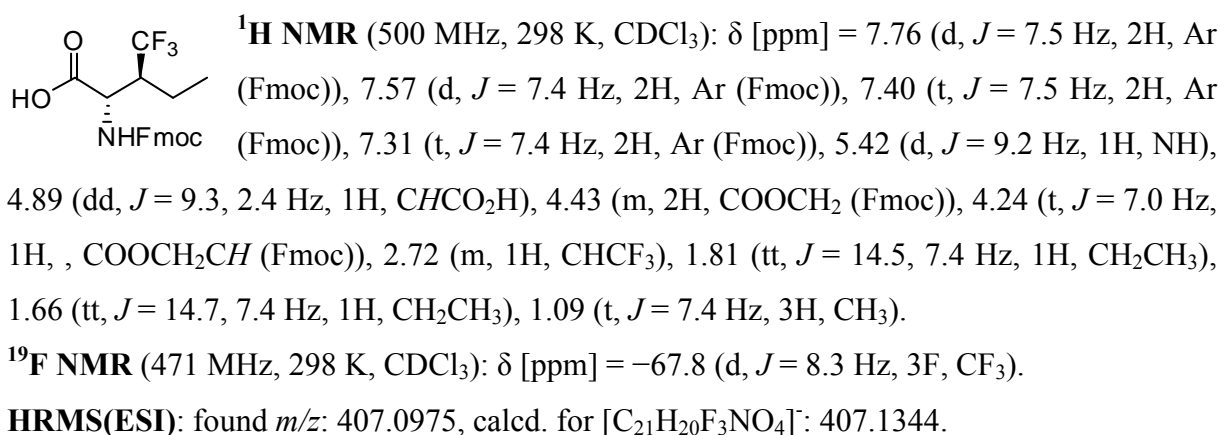 O
CF₃
HO
NHFmoc
¹H NMR (500 MHz, 298 K, CDCl₃): δ [ppm] = 7.76 (d, J = 7.5 Hz, 2H, Ar
(Fmoc)), 7.57 (d, J = 7.4 Hz, 2H, Ar (Fmoc)), 7.40 (t, J = 7.5 Hz, 2H, Ar
(Fmoc)), 7.31 (t, J = 7.4 Hz, 2H, Ar (Fmoc)), 5.42 (d, J = 9.2 Hz, 1H, NH),
4.89 (dd, J = 9.3, 2.4 Hz, 1H, CHCO₂H), 4.43 (m, 2H, COOCH₂ (Fmoc)), 4.24 (t, J = 7.0 Hz,
1H, , COOCH₂CH (Fmoc)), 2.72 (m, 1H, CHCF₃), 1.81 (tt, J = 14.5, 7.4 Hz, 1H, CH₂CH₃),
1.66 (tt, J = 14.7, 7.4 Hz, 1H, CH₂CH₃), 1.09 (t, J = 7.4 Hz, 3H, CH₃).
¹⁹F NMR (471 MHz, 298 K, CDCl₃): δ [ppm] = −67.8 (d, J = 8.3 Hz, 3F, CF₃).
HRMS(ESI): found m/z: 407.0975, calcd. for [C₂₁H₂₀F₃NO₄]⁻: 407.1344.